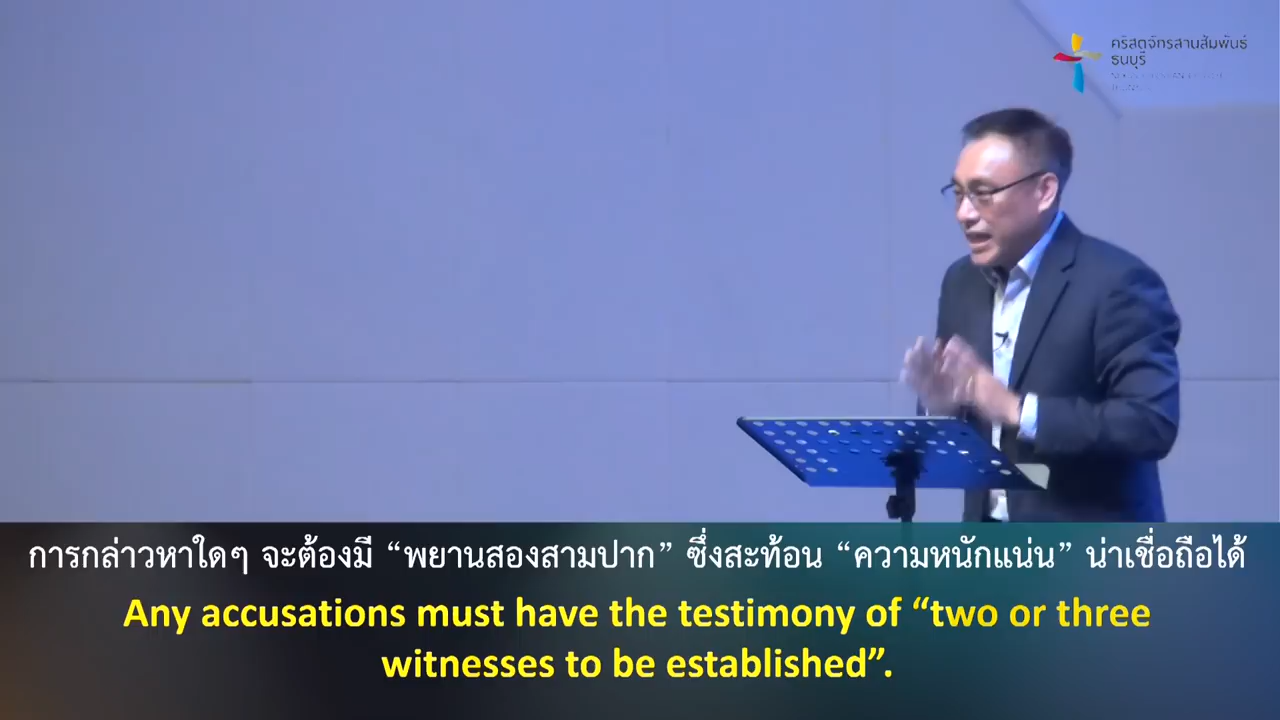 คริสตจักรสานสัมพันธ์
ธนบุรี
การกล่าวหาใดๆ จะต้องมี “พยานสองสามปาก” ซึ่งสะท้อน “ความหนักแน่น” น่าเชื่อถือได้
Any accusations must have the testimony of “two or three
witnesses to be established”.